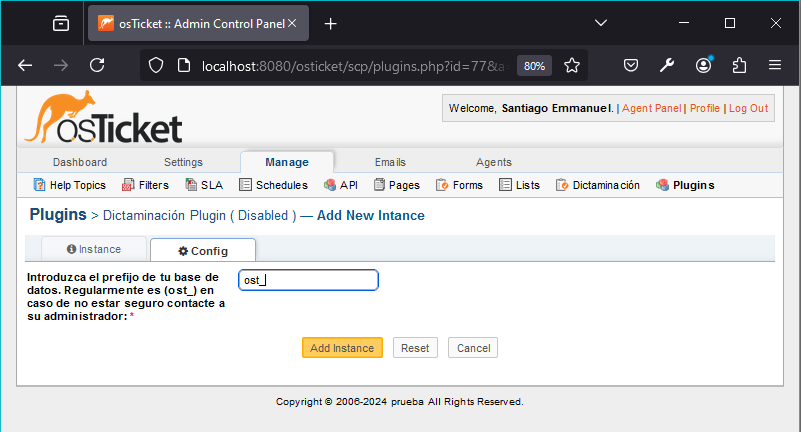 osTicket :: Admin Control Panel
localhost:8080/osticket/scp/plugins.php?id=77&a
80%
osTicket
Welcome, Santiago Emmanuel. | Agent Panel | Profile | Log Out
Dashboard Settings Manage Emails Agents
Help Topics Filters SLA Schedules API Pages Forms Lists Dictaminación Plugins
Plugins > Dictaminación Plugin ( Disabled ) — Add New Intance
Instance Config
Introduzca el prefijo de tu base de
datos. Regularmente es (ost_) en
caso de no estar seguro contacte a
su administrador: *
ost_
Add Instance Reset Cancel
Copyright © 2006-2024 prueba All Rights Reserved.